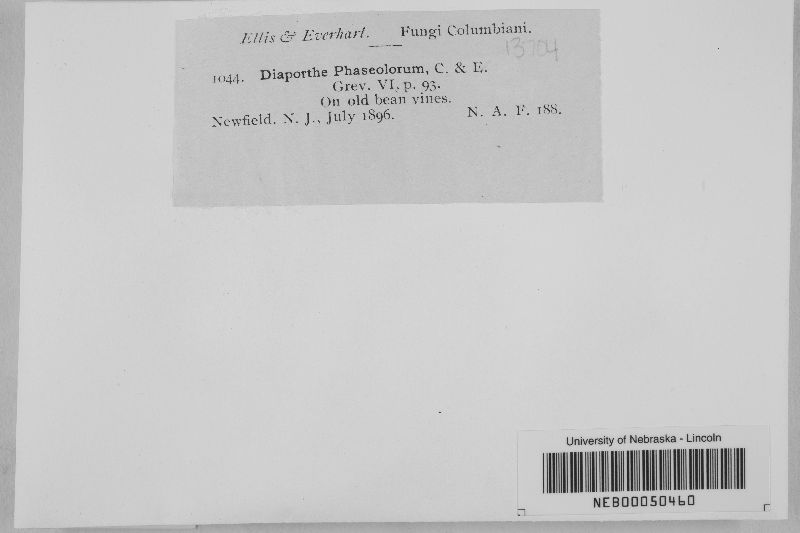 Ellis & Everhart. Fungi Columbiani.
13704
1044. Diaporthe Phaseolorum, C. & E.
Grev. VI, p. 93.
On old bean vines.
Newfield, N. J., July 1896. N. A. F. 188.
University of Nebraska - Lincoln
NEB00050460